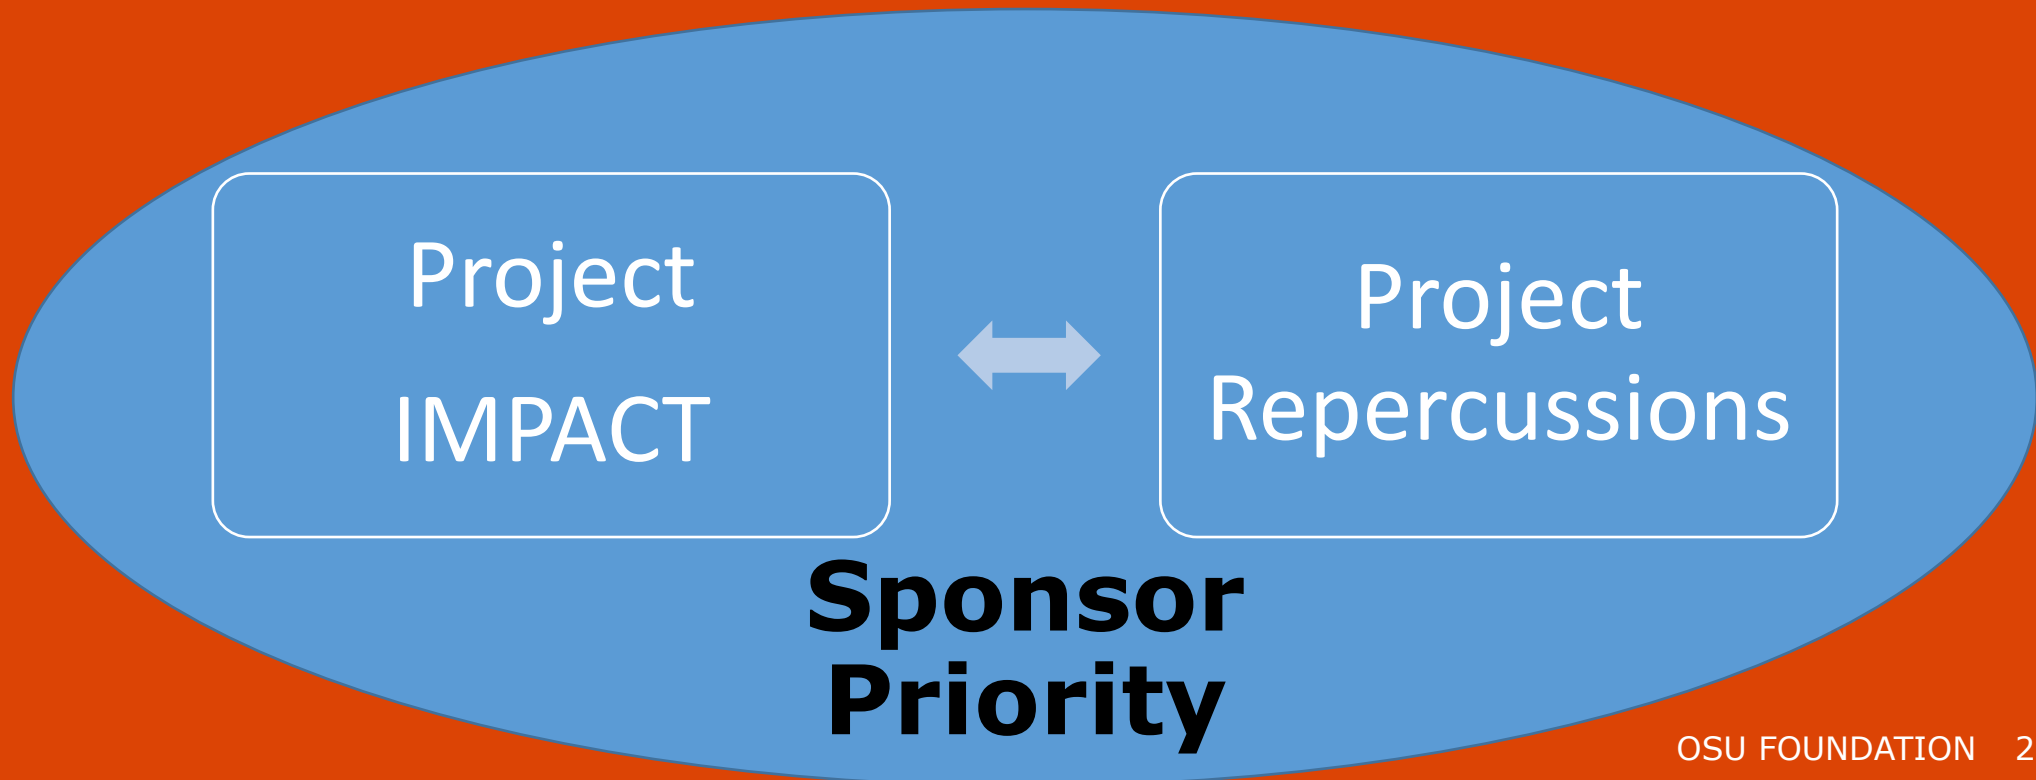 Project
IMPACT
Project
Repercussions
Sponsor
Priority
OSU FOUNDATION 2